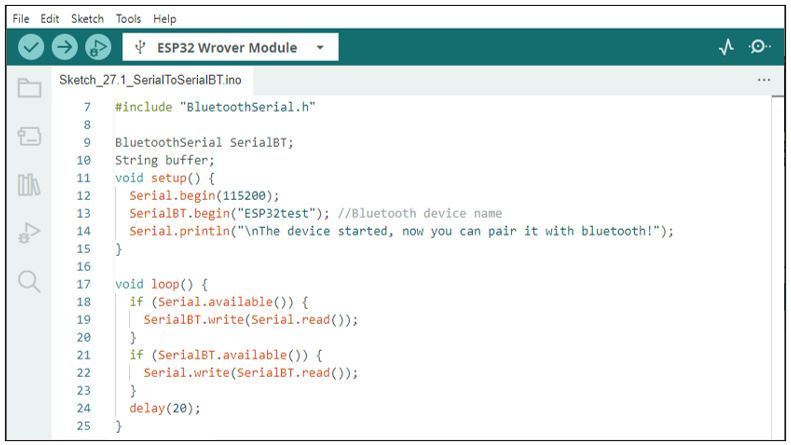 File Edit Sketch Tools Help
ESP32 Wrover Module
Sketch_27.1_SerialToSerialBT.ino
7 #include "BluetoothSerial.h"
8
9 BluetoothSerial SerialBT;
10 String buffer;
11 void setup() {
12   Serial.begin(115200);
13   SerialBT.begin("ESP32test"); //Bluetooth device name
14   Serial.println("\nThe device started, now you can pair it with bluetooth!");
15 }
16
17 void loop() {
18   if (Serial.available()) {
19     SerialBT.write(Serial.read());
20   }
21   if (SerialBT.available()) {
22     Serial.write(SerialBT.read());
23   }
24   delay(20);
25 }